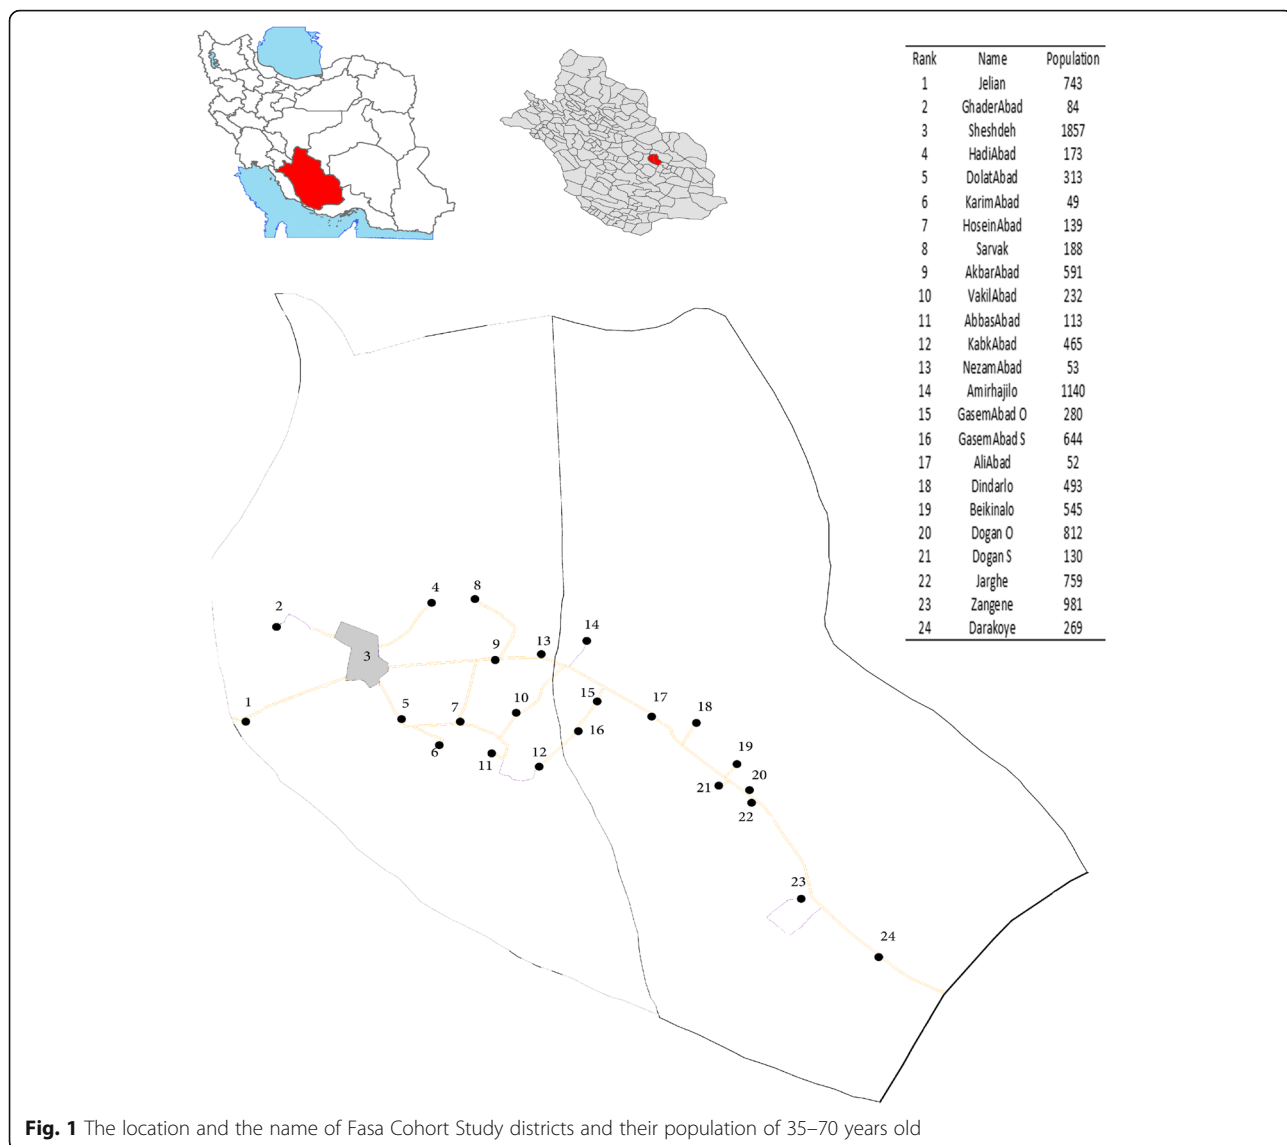 Rank Name Population
1 Jelian 743
2 GhaderAbad 84
3 Sheshdeh 1857
4 HadiAbad 173
5 DolatAbad 313
6 KarimAbad 49
7 HoseinAbad 139
8 Sarvak 188
9 AkbarAbad 591
10 VakilAbad 232
11 AbbasAbad 113
12 KabkAbad 465
13 NezamAbad 53
14 Amirhajilo 1140
15 GasemAbad O 280
16 GasemAbad S 644
17 AliAbad 52
18 Dindarlo 493
19 Beikinalo 545
20 Dogan O 812
21 Dogan S 130
22 Jarghe 759
23 Zangene 981
24 Darakoye 269
4
8
2
14
13
9
3
15
17
1
5
7
10
18
16
6
11
12
19
20
21
22
23
24
Fig. 1 The location and the name of Fasa Cohort Study districts and their population of 35–70 years old